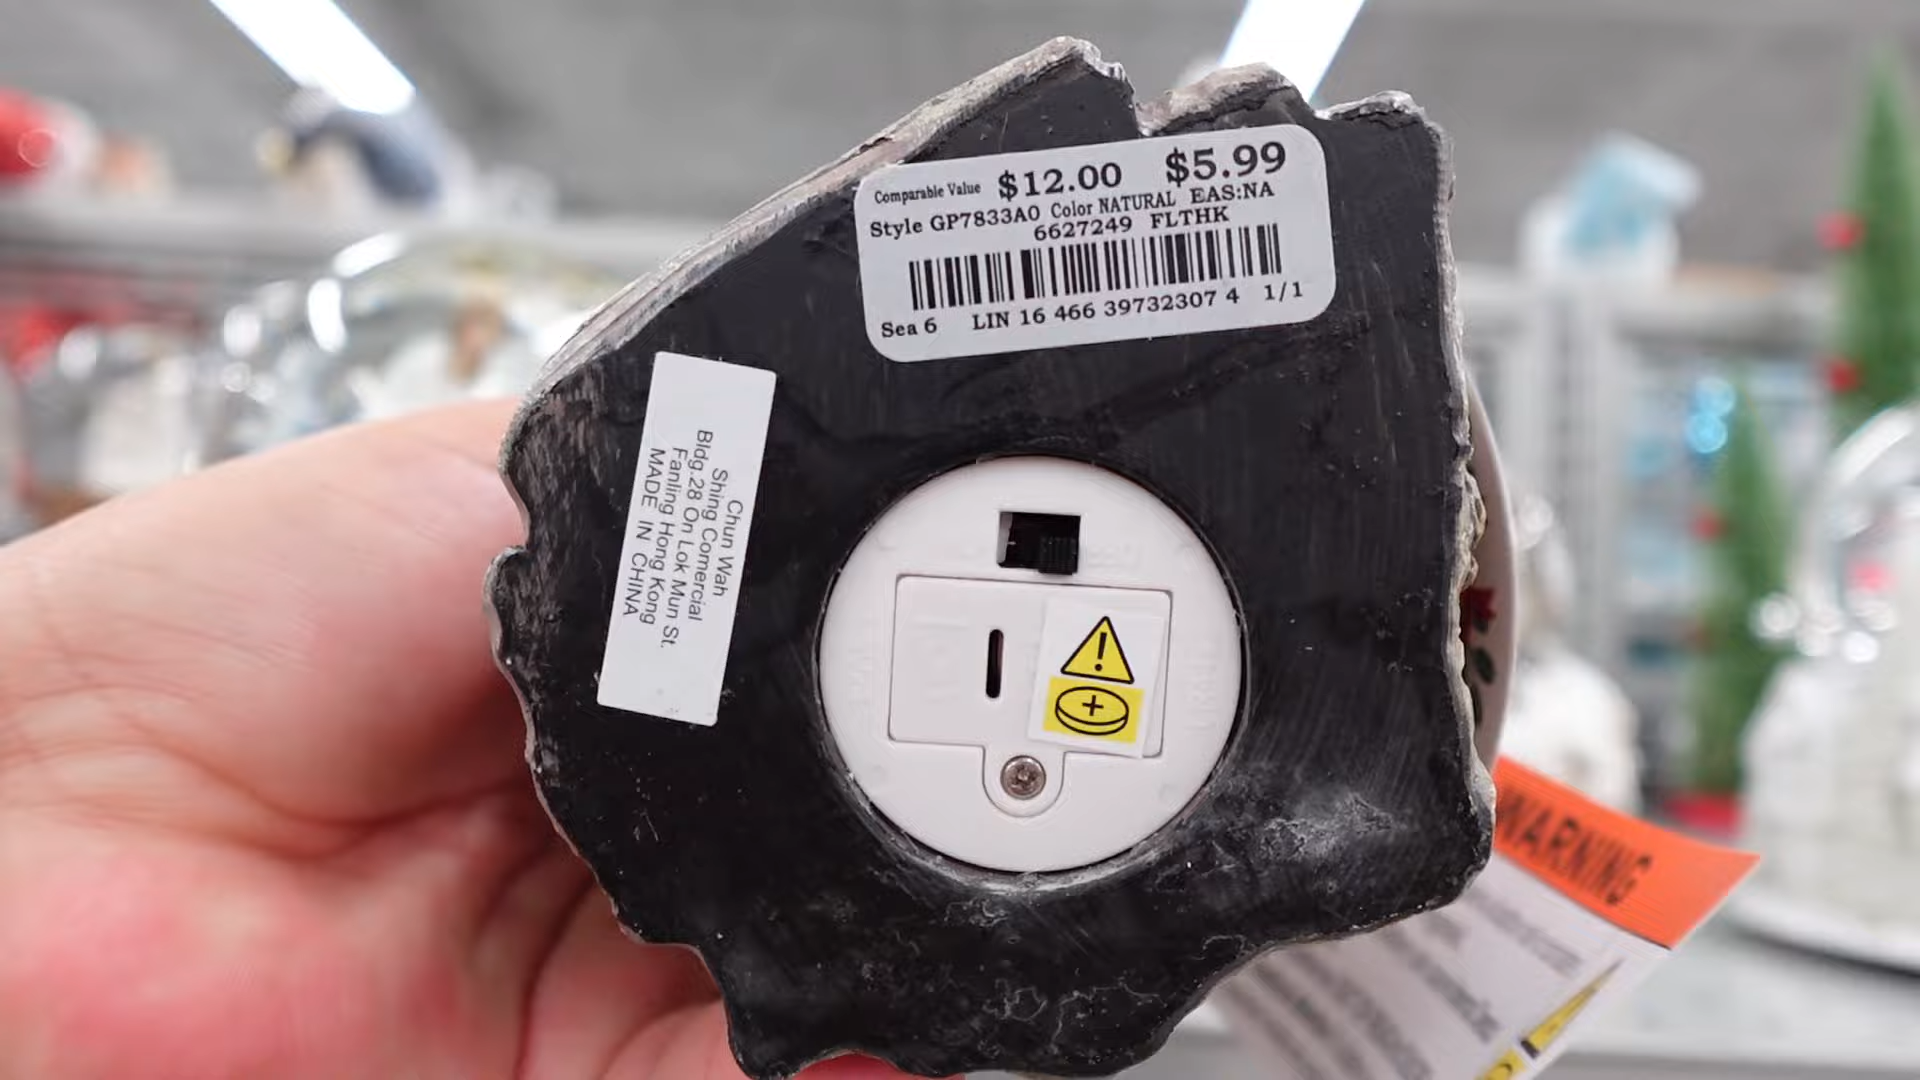 Comparable Value $12.00 $5.99
Style GP7833A0 Color NATURAL EAS:NA
6627249 FLTHK
Sea 6 LIN 16 466 39732307 4 1/1
Chun Wah
Shing Comercial
Bldg.28 On Lok Mun St.
Fanling Hong Kong
MADE IN CHINA
WARNING